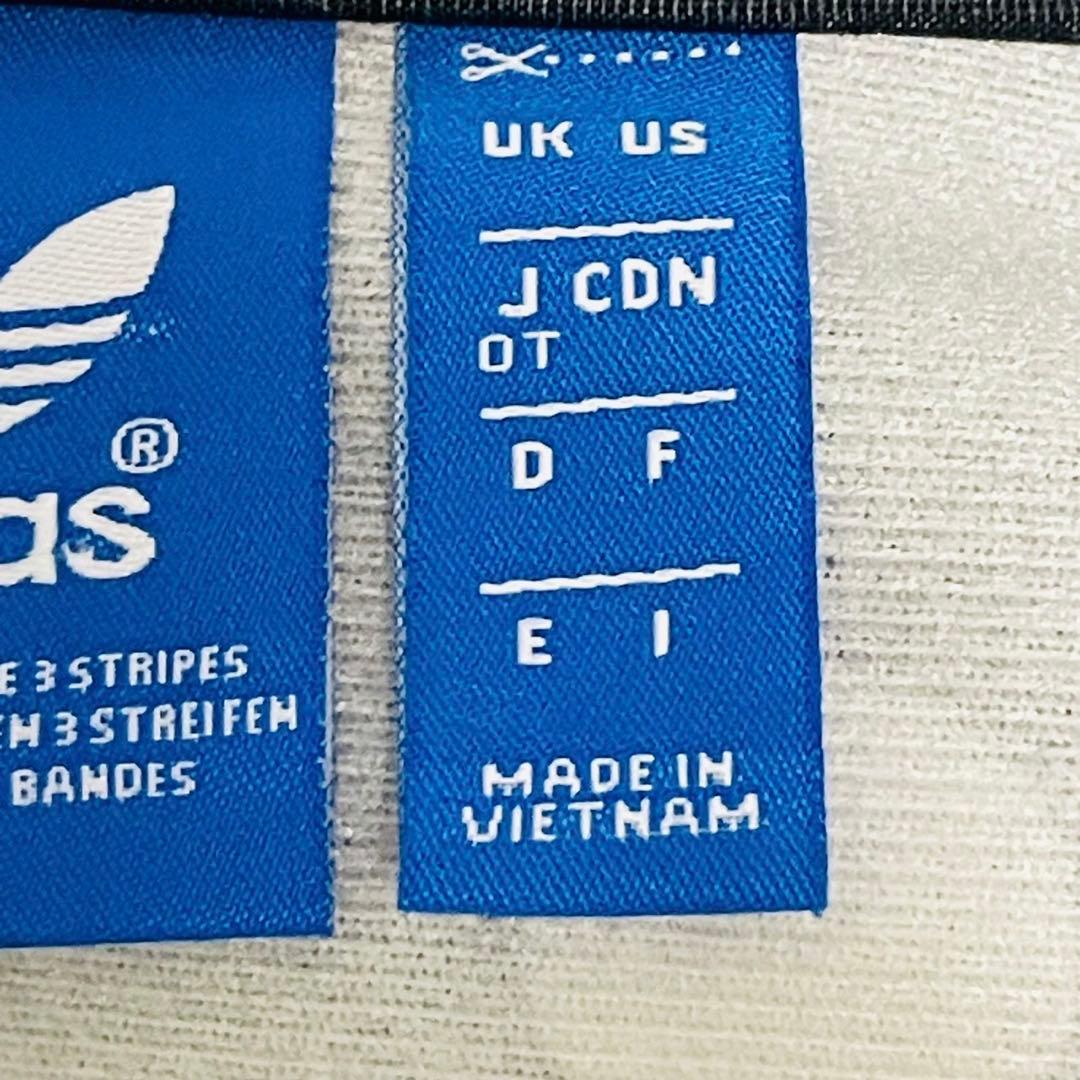 ®
as
E 3 STRIPES
EN 3 STREIFEN
BANDES
UK US
J CDN
OT
D F
E I
MADE IN
VIETNAM